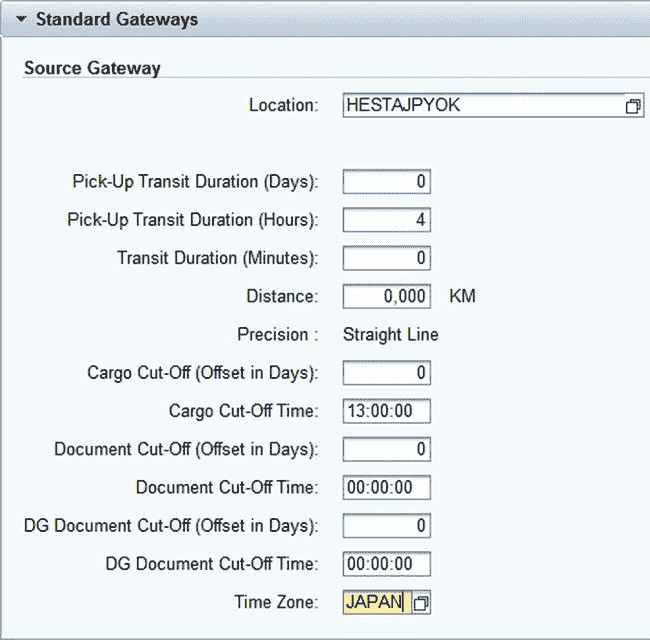 Standard Gateways
Source Gateway
Location: HESTAJPYOK
Pick-Up Transit Duration (Days): 0
Pick-Up Transit Duration (Hours): 4
Transit Duration (Minutes): 0
Distance: 0,000 KM
Precision : Straight Line
Cargo Cut-Off (Offset in Days): 0
Cargo Cut-Off Time: 13:00:00
Document Cut-Off (Offset in Days): 0
Document Cut-Off Time: 00:00:00
DG Document Cut-Off (Offset in Days): 0
DG Document Cut-Off Time: 00:00:00
Time Zone: JAPAN